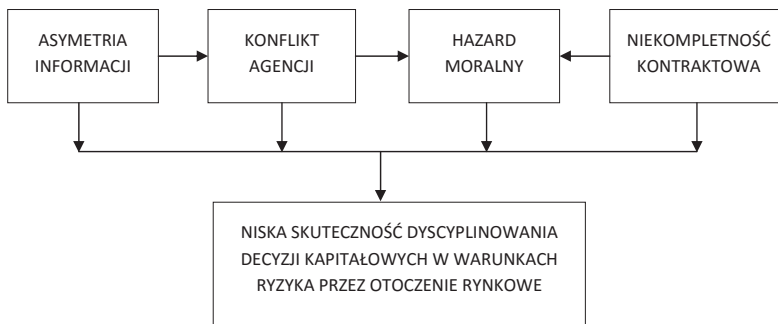 ASYMETRIA
INFORMACJI
KONFLIKT
AGENCJI
HAZARD
MORALNY
NIEKOMPLETNOŚĆ
KONTRAKTOWA
NISKA SKUTECZNOŚĆ DYSCYPLINOWANIA
DECYZJI KAPITAŁOWYCH W WARUNKACH
RYZYKA PRZEZ OTOCZENIE RYNKOWE